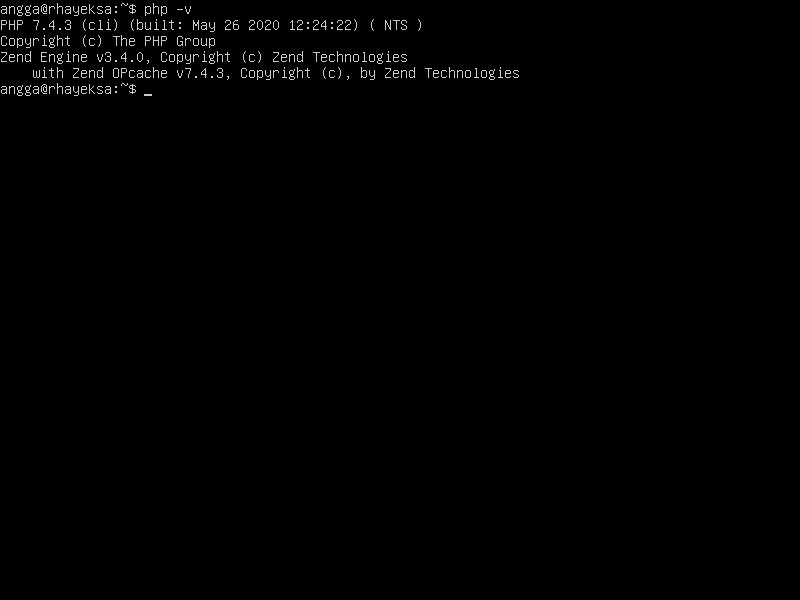 angga@rhayeksa:~$ php -v
PHP 7.4.3 (cli) (built: May 26 2020 12:24:22) ( NTS )
Copyright (c) The PHP Group
Zend Engine v3.4.0, Copyright (c) Zend Technologies
    with Zend OPcache v7.4.3, Copyright (c), by Zend Technologies
angga@rhayeksa:~$ _